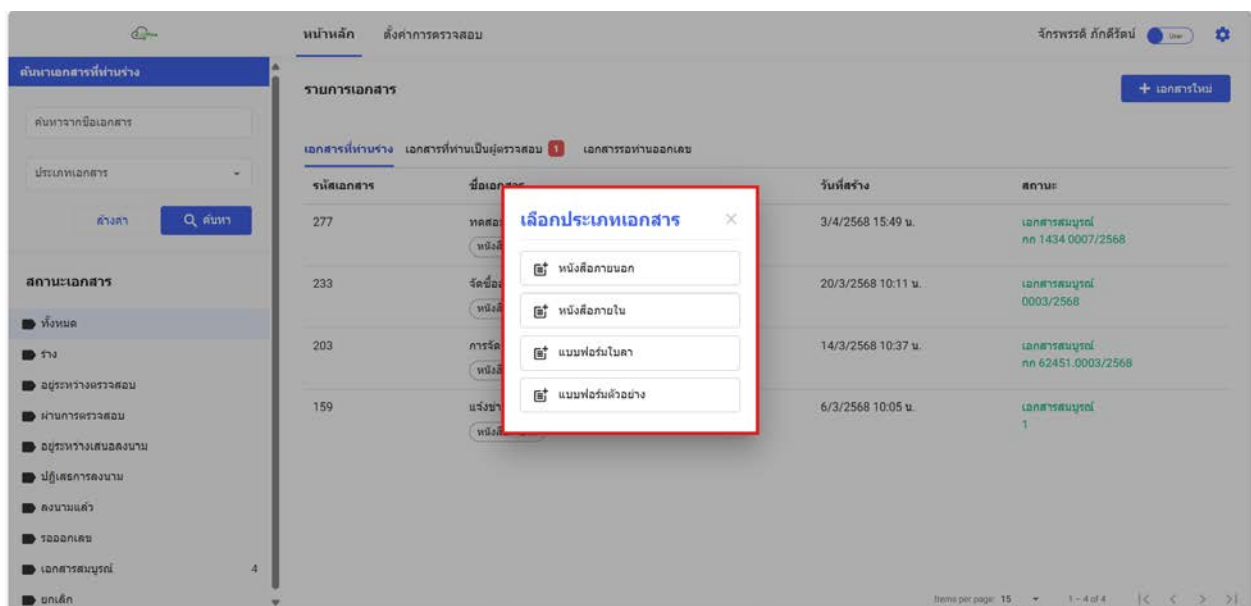 หน้าหลัก ตั้งค่าการตรวจสอบ จักรพรรดิ์ ภักดีรัตน์ User
ค้นหาเอกสารที่ท่านร่าง
รายการเอกสาร + เอกสารใหม่
ค้นหาจากชื่อเอกสาร
เอกสารที่ท่านร่าง เอกสารที่ท่านเป็นผู้ตรวจสอบ 1 เอกสารรอท่านออกเลข
ประเภทเอกสาร
รหัสเอกสาร ชื่อเอกสาร วันที่สร้าง สถานะ
ล้างค่า ค้นหา
277 3/4/2568 15:49 น. เอกสารสมบูรณ์
กก 1434 0007/2568
เลือกประเภทเอกสาร
หนังสือภายนอก
หนังสือภายใน
แบบฟอร์มใบลา
แบบฟอร์มตัวอย่าง
233 20/3/2568 10:11 น. เอกสารสมบูรณ์
0003/2568
203 14/3/2568 10:37 น. เอกสารสมบูรณ์
กก 62451.0003/2568
159 6/3/2568 10:05 น. เอกสารสมบูรณ์
1
สถานะเอกสาร
ทั้งหมด
ร่าง
อยู่ระหว่างตรวจสอบ
ผ่านการตรวจสอบ
อยู่ระหว่างเสนอลงนาม
ปฏิเสธการลงนาม
ลงนามแล้ว
รอออกเลข
เอกสารสมบูรณ์ 4
ยกเลิก
Items per page: 15 1 – 4 of 4